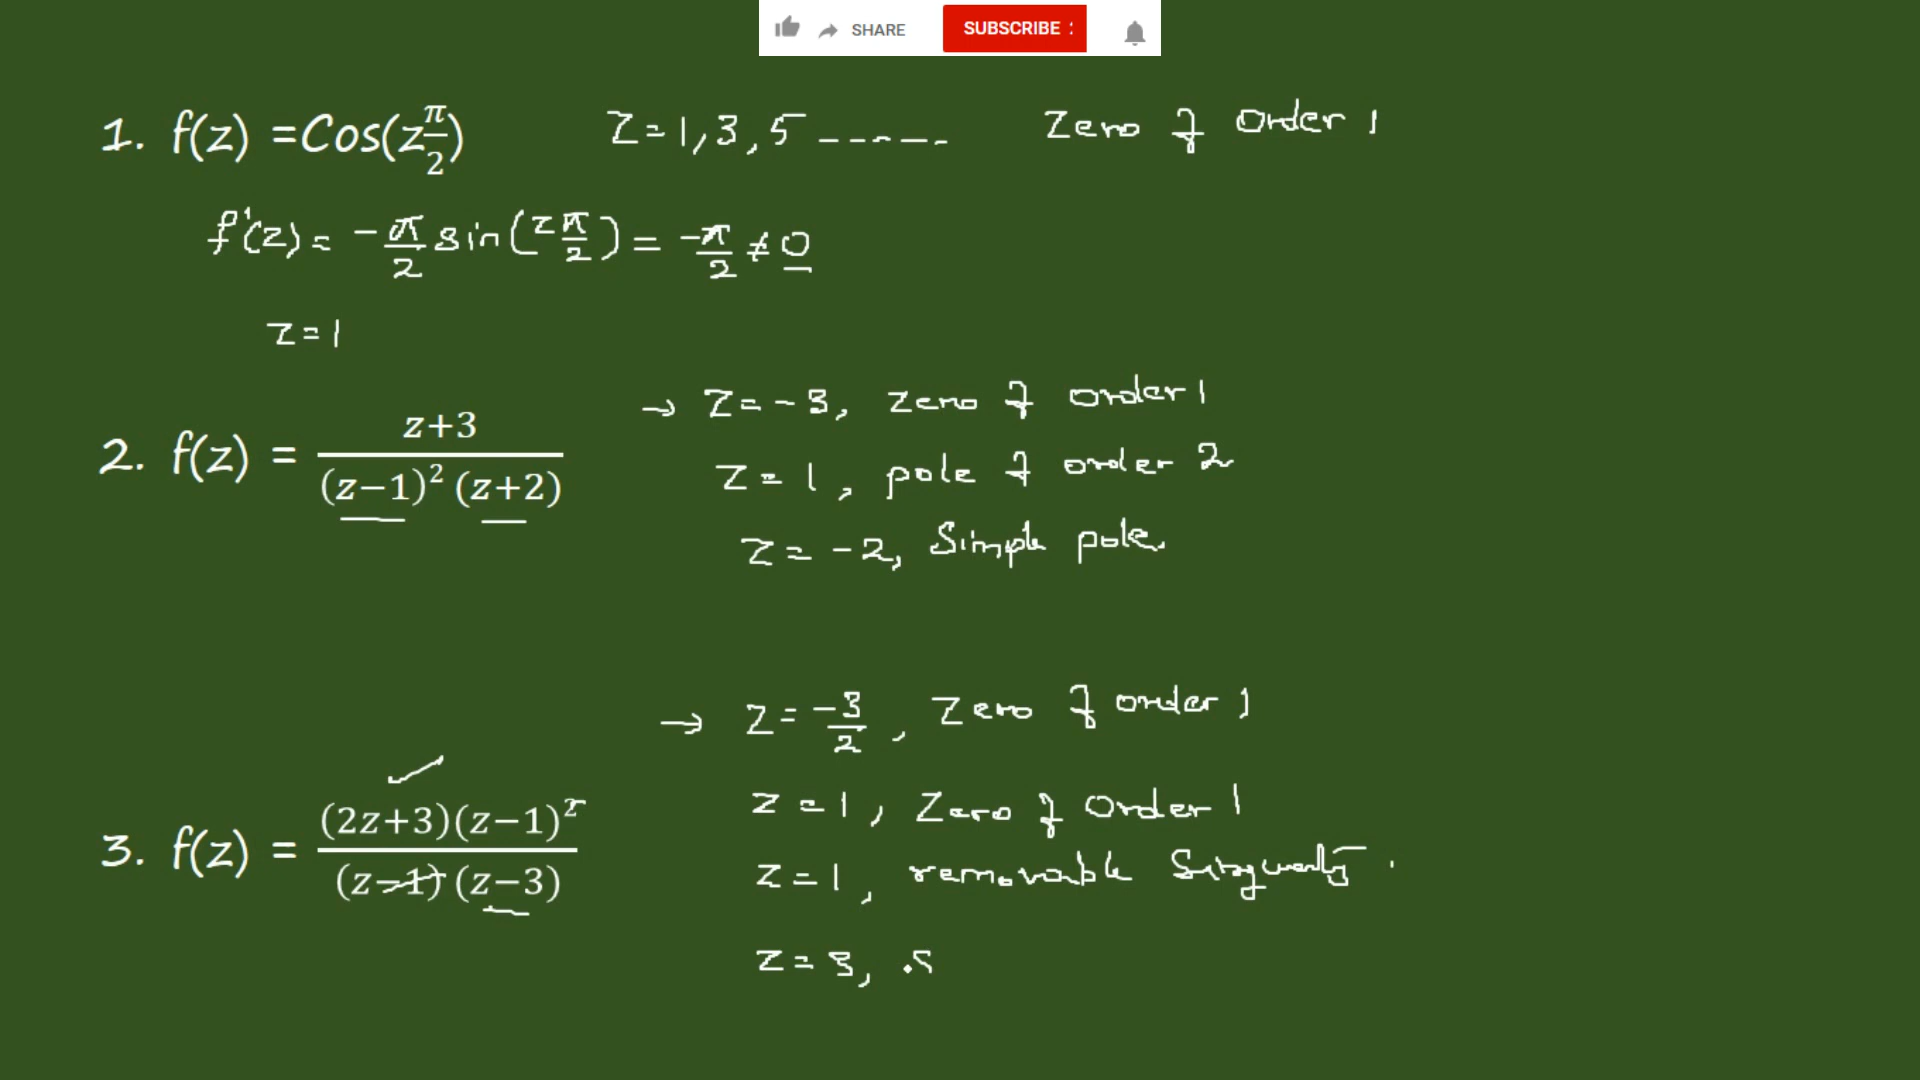 SHARE SUBSCRIBE
1. f(z) =Cos(z π/2) z=1,3,5------ Zero of order 1
f'(z) = -π/2 sin(zπ/2) = -π/2 ≠ 0
z=1
→ z=-3, zero of order 1
2. f(z) = z+3 / (z−1)² (z+2)
z=1, pole of order 2
z=-2, Simple pole
→ z=-3/2, Zero of order 1
3. f(z) = (2z+3)(z−1)² / (z−1)(z−3)
z=1, Zero of order 1
z=1, removable
z=3, s